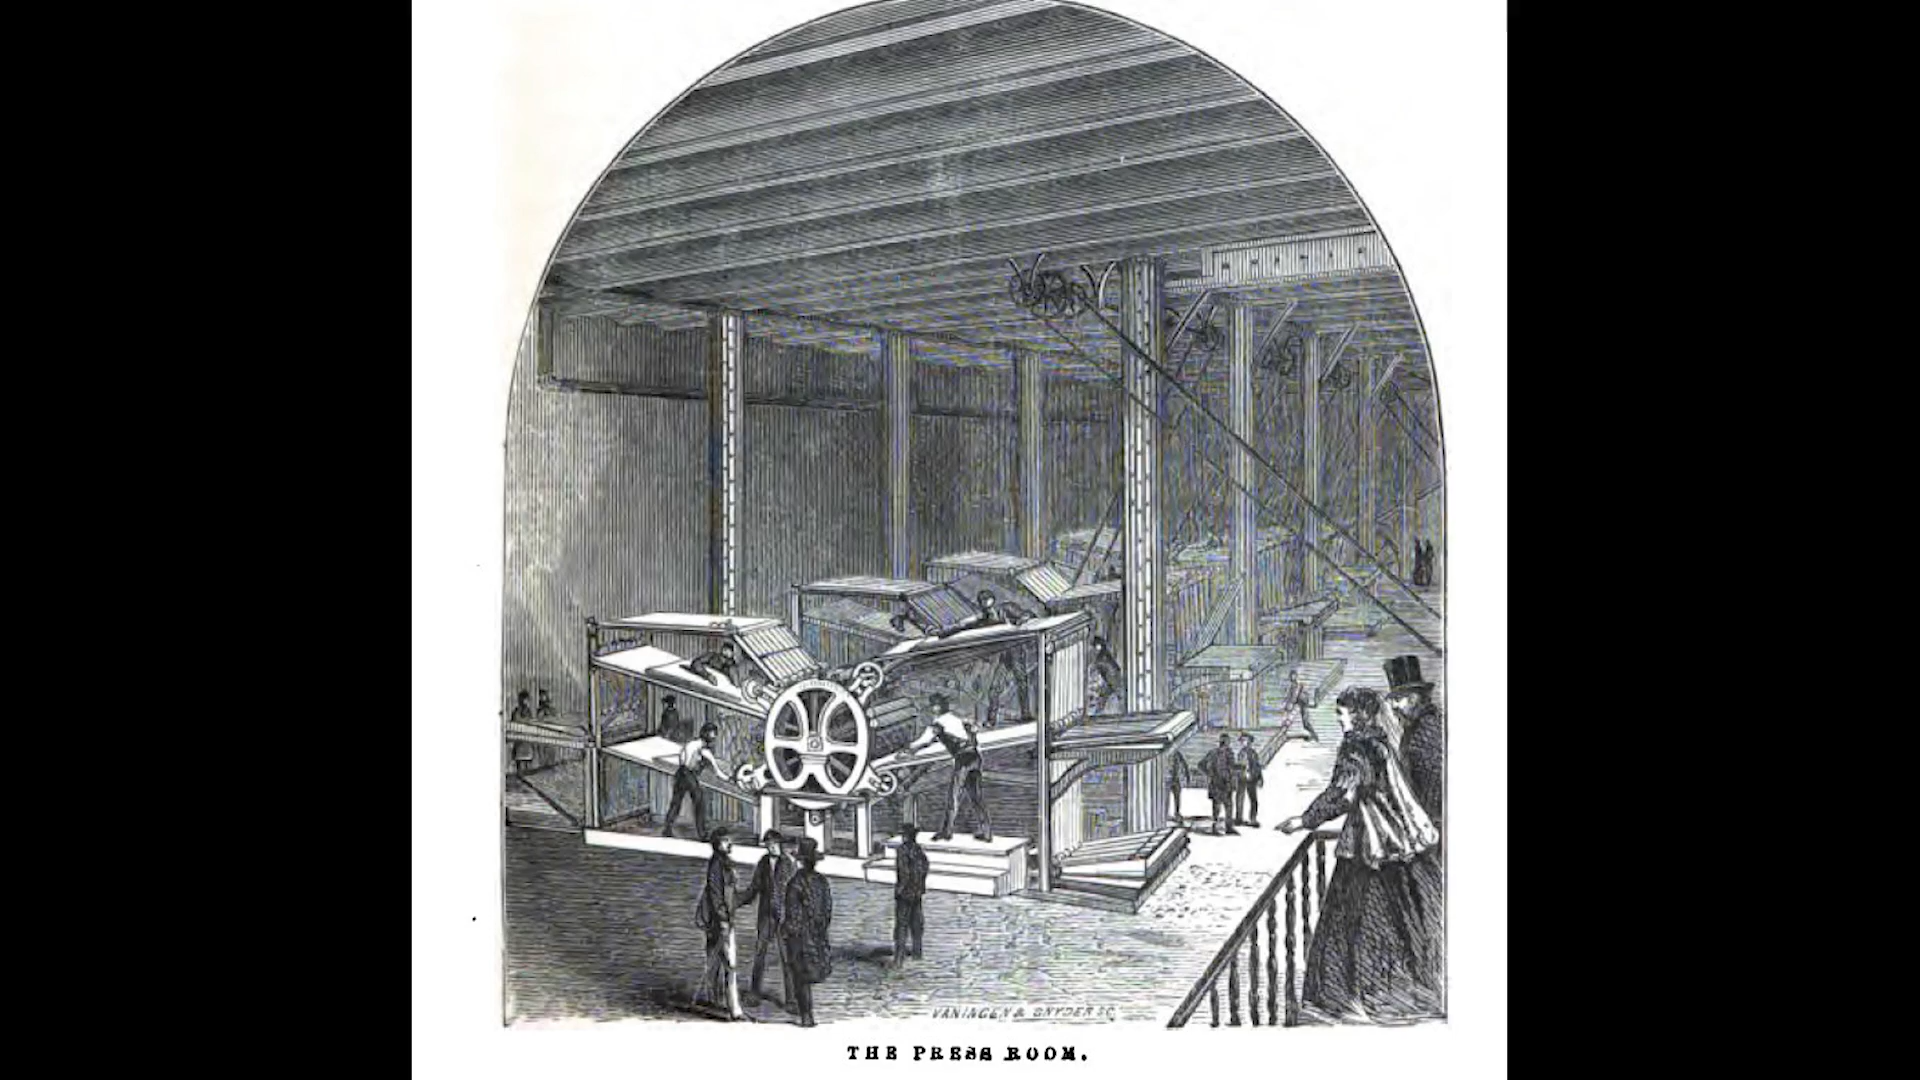 VANINGEN & SNYDER SC.
THE PRESS ROOM.